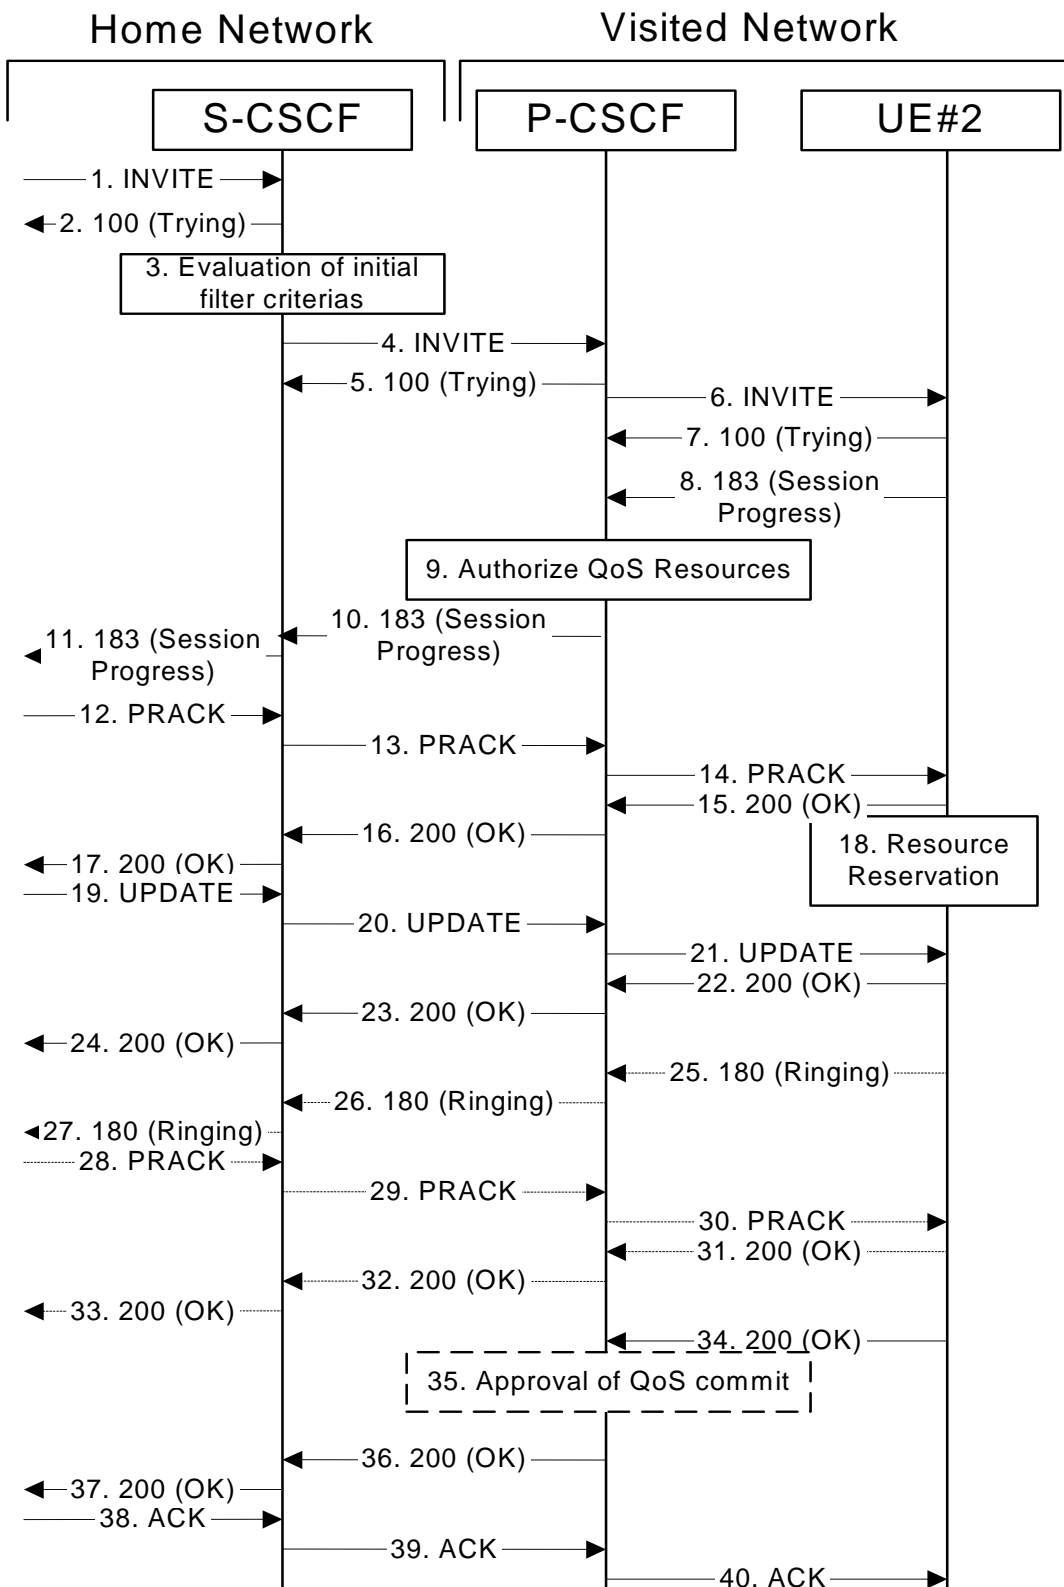 Home Network
Visited Network
S-CSCF
P-CSCF
UE#2
1. INVITE
2. 100 (Trying)
3. Evaluation of initial
filter criterias
4. INVITE
5. 100 (Trying)
6. INVITE
7. 100 (Trying)
8. 183 (Session
Progress)
9. Authorize QoS Resources
10. 183 (Session
Progress)
11. 183 (Session
Progress)
12. PRACK
13. PRACK
14. PRACK
15. 200 (OK)
16. 200 (OK)
17. 200 (OK)
18. Resource
Reservation
19. UPDATE
20. UPDATE
21. UPDATE
22. 200 (OK)
23. 200 (OK)
24. 200 (OK)
25. 180 (Ringing)
26. 180 (Ringing)
27. 180 (Ringing)
28. PRACK
29. PRACK
30. PRACK
31. 200 (OK)
32. 200 (OK)
33. 200 (OK)
34. 200 (OK)
35. Approval of QoS commit
36. 200 (OK)
37. 200 (OK)
38. ACK
39. ACK
40. ACK